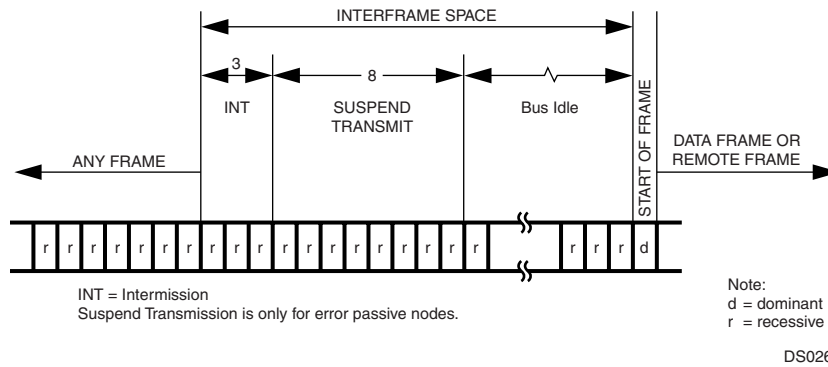 INTERFRAME SPACE
3
8
INT
SUSPEND
TRANSMIT
Bus Idle
START OF FRAME
ANY FRAME
DATA FRAME OR
REMOTE FRAME
r r r r r r r r r r r r r r r r r r r r r r d
INT = Intermission
Suspend Transmission is only for error passive nodes.
Note:
d = dominant
r = recessive
DS026